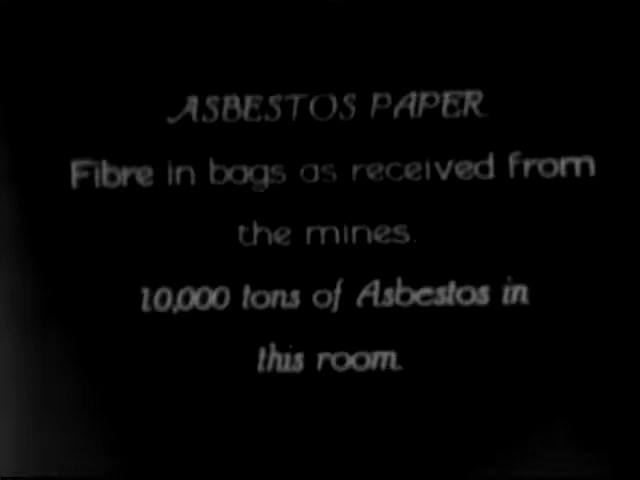 ASBESTOS PAPER
Fibre in bags as received from
the mines.
10,000 tons of Asbestos in
this room.